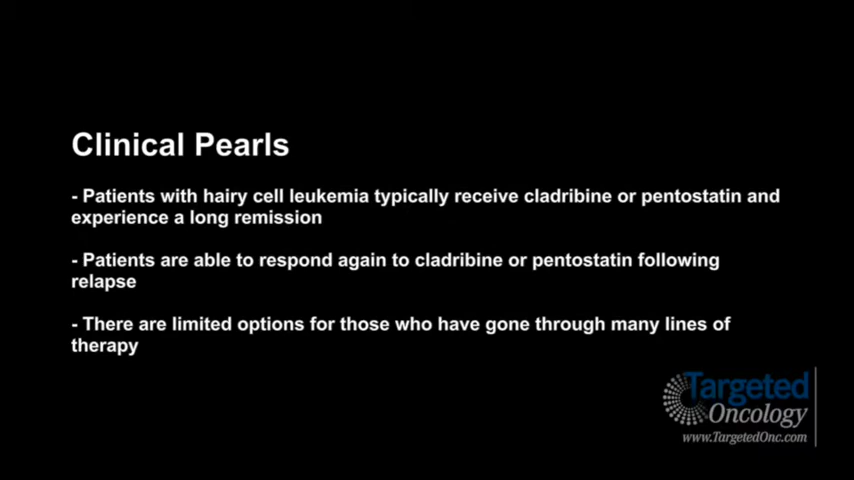 Clinical Pearls
- Patients with hairy cell leukemia typically receive cladribine or pentostatin and
experience a long remission
- Patients are able to respond again to cladribine or pentostatin following
relapse
- There are limited options for those who have gone through many lines of
therapy
Targeted
Oncology
www.TargetedOnc.com